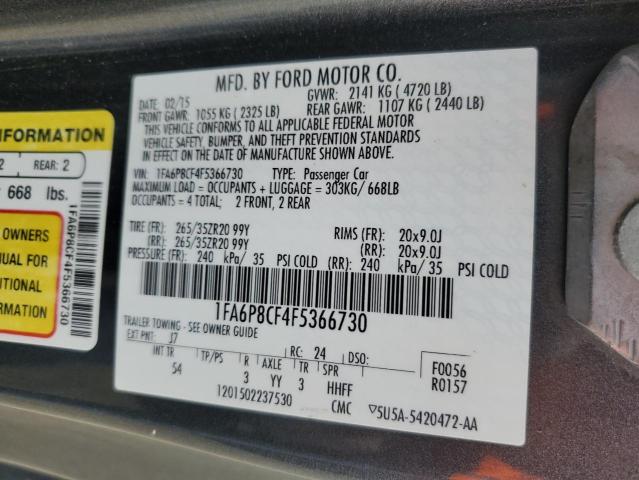 MFD. BY FORD MOTOR CO.
DATE: 02/15
GVWR: 2141 KG ( 4720 LB)
FRONT GAWR: 1055 KG ( 2325 LB)
REAR GAWR: 1107 KG ( 2440 LB)
THIS VEHICLE CONFORMS TO ALL APPLICABLE FEDERAL MOTOR
VEHICLE SAFETY, BUMPER, AND THEFT PREVENTION STANDARDS
IN EFFECT ON THE DATE OF MANUFACTURE SHOWN ABOVE.
VIN: 1FA6P8CF4F5366730 TYPE: Passenger Car
MAXIMUM LOAD = OCCUPANTS + LUGGAGE = 303KG/ 668LB
OCCUPANTS = 4 TOTAL; 2 FRONT, 2 REAR
TIRE (FR): 265/35ZR20 99Y RIMS (FR): 20x9.0J
(RR): 265/35ZR20 99Y (RR): 20x9.0J
PRESSURE (FR): 240 kPa/ 35 PSI COLD (RR): 240 kPa/ 35 PSI COLD
1FA6P8CF4F5366730
TRAILER TOWING - SEE OWNER GUIDE
EXT PNT: J7 RC: 24 DSO:
F0056
R0157
INT TR TP/PS R AXLE TR SPR
S4 3 YY 3 HHFF
1201502237530 CMC
5U5A-5420472-AA
INFORMATION
2 REAR: 2
668 lbs.
OWNERS
UAL FOR
ITIONAL
RMATION
1FA6P8CF4F5366730